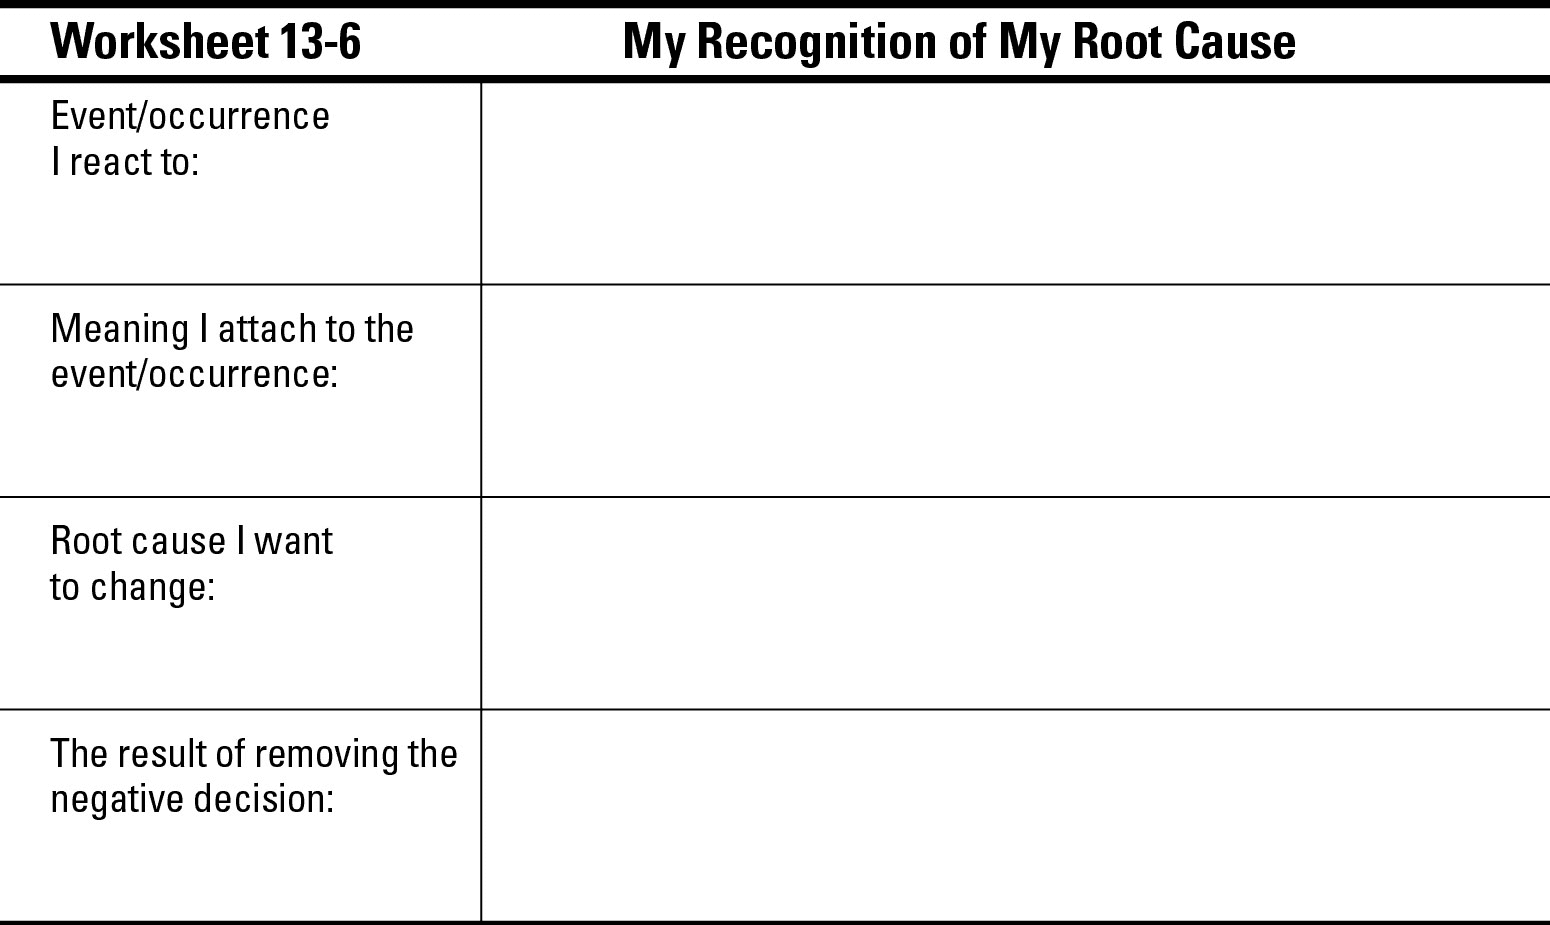 Worksheet 13-6 My Recognition of My Root Cause
Event/occurrence
I react to:
Meaning I attach to the
event/occurrence:
Root cause I want
to change:
The result of removing the
negative decision: